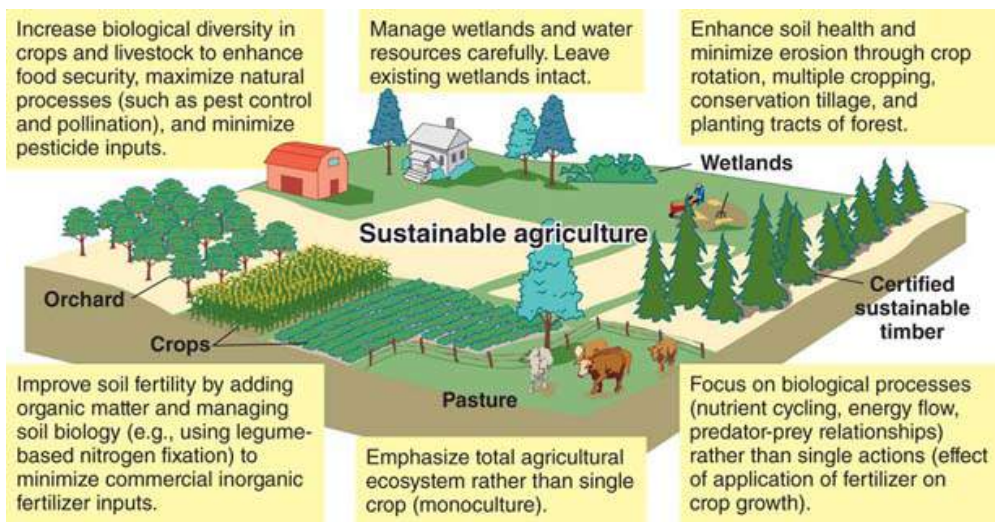 Increase biological diversity in
crops and livestock to enhance
food security, maximize natural
processes (such as pest control
and pollination), and minimize
pesticide inputs.
Manage wetlands and water
resources carefully. Leave
existing wetlands intact.
Enhance soil health and
minimize erosion through crop
rotation, multiple cropping,
conservation tillage, and
planting tracts of forest.
Wetlands
Sustainable agriculture
Orchard
Certified
sustainable
timber
Crops
Pasture
Improve soil fertility by adding
organic matter and managing
soil biology (e.g., using legume-
based nitrogen fixation) to
minimize commercial inorganic
fertilizer inputs.
Emphasize total agricultural
ecosystem rather than single
crop (monoculture).
Focus on biological processes
(nutrient cycling, energy flow,
predator-prey relationships)
rather than single actions (effect
of application of fertilizer on
crop growth).